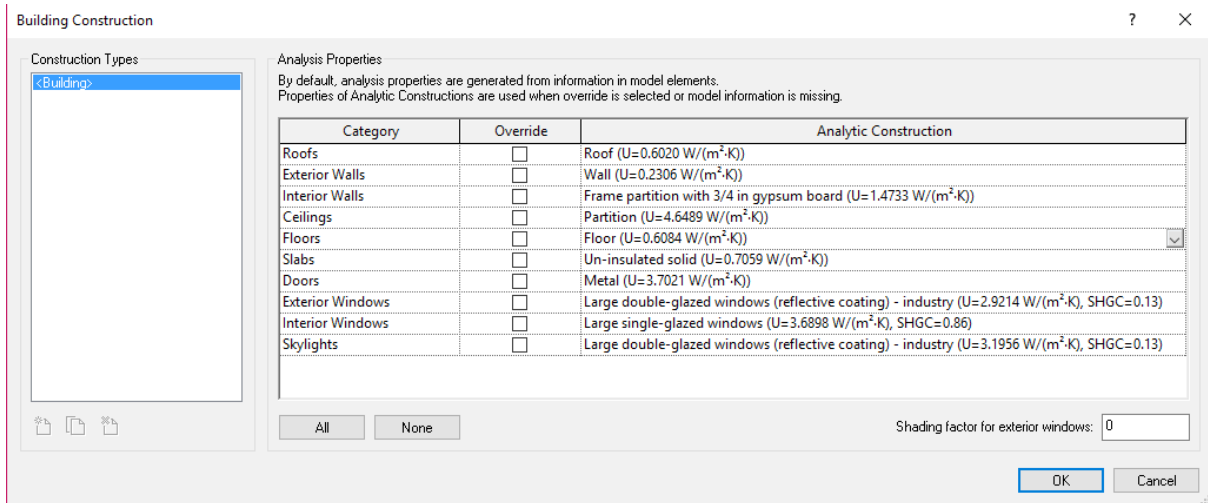 Building Construction ? ×
Construction Types
<Building>
Analysis Properties
By default, analysis properties are generated from information in model elements.
Properties of Analytic Constructions are used when override is selected or model information is missing.
Category Override Analytic Construction
Roofs Roof (U=0.6020 W/(m²·K))
Exterior Walls Wall (U=0.2306 W/(m²·K))
Interior Walls Frame partition with 3/4 in gypsum board (U=1.4733 W/(m²·K))
Ceilings Partition (U=4.6489 W/(m²·K))
Floors Floor (U=0.6084 W/(m²·K))
Slabs Un-insulated solid (U=0.7059 W/(m²·K))
Doors Metal (U=3.7021 W/(m²·K))
Exterior Windows Large double-glazed windows (reflective coating) - industry (U=2.9214 W/(m²·K), SHGC=0.13)
Interior Windows Large single-glazed windows (U=3.6898 W/(m²·K), SHGC=0.86)
Skylights Large double-glazed windows (reflective coating) - industry (U=3.1956 W/(m²·K), SHGC=0.13)
All None Shading factor for exterior windows: 0
OK Cancel